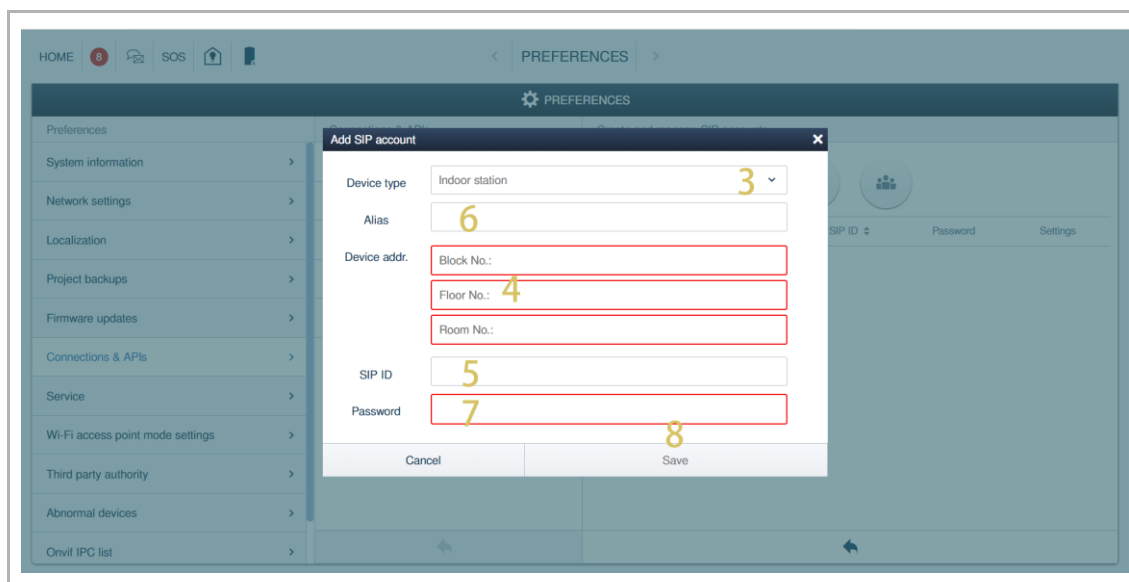 HOME 8 SOS < PREFERENCES >
PREFERENCES
Preferences
System information
Network settings
Localization
Project backups
Firmware updates
Connections & APIs
Service
Wi-Fi access point mode settings
Third party authority
Abnormal devices
Onvif IPC list
Add SIP account
Device type Indoor station 3
Alias 6
Device addr. Block No.:
Floor No.: 4
Room No.:
SIP ID 5
Password 7
8
Cancel Save
SIP ID Password Settings